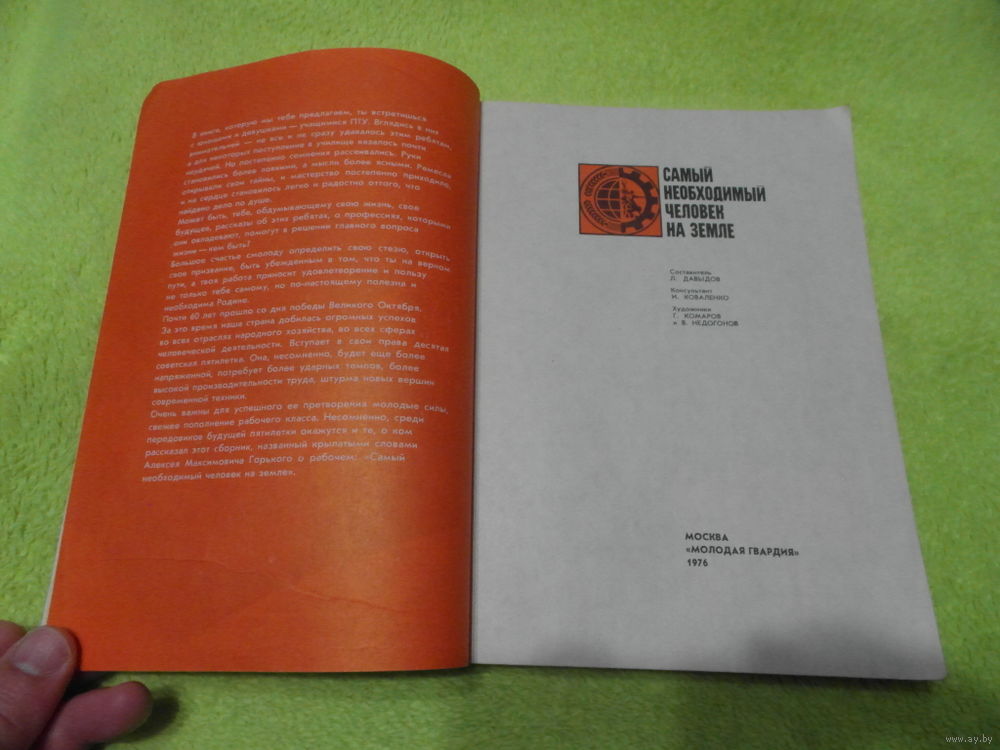 В книге, которую мы тебе предлагаем, ты встретишься
с юношами и девушками — учащимися ПТУ. Вглядись в них
внимательней — не все и не сразу удавалось этим ребятам,
а для некоторых поступление в училище казалось почти
неудачей. Но постепенно сомнения рассеивались. Руки
становились более ловкими, а мысли более ясными. Ремесла
открывали свои тайны, и мастерство постепенно приходило,
и на сердце становилось легко и радостно оттого, что
найдено дело по душе.
Может быть, тебе, обдумывающему свою жизнь, свое
будущее, рассказы об этих ребятах, о профессиях, которыми
они овладевают, помогут в решении главного вопроса
жизни — кем быть?
Большое счастье смолоду определить свою стезю, открыть
свое призвание, быть убежденным в том, что ты на верном
пути, а твоя работа приносит удовлетворение и пользу
не только тебе самому, но по-настоящему полезна и
необходима Родине.
Почти 60 лет прошло со дня победы Великого Октября.
За это время наша страна добилась огромных успехов
во всех отраслях народного хозяйства, во всех сферах
человеческой деятельности. Вступает в свои права десятая
советская пятилетка. Она, несомненно, будет еще более
напряженной, потребует более ударных темпов, более
высокой производительности труда, штурма новых вершин
современной техники.
Очень важны для успешного ее претворения молодые силы,
свежее пополнение рабочего класса. Несомненно, среди
передовиков будущей пятилетки окажутся и те, о ком
рассказал этот сборник, названный крылатыми словами
Алексея Максимовича Горького о рабочем: «Самый
необходимый человек на земле».
САМЫЙ
НЕОБХОДИМЫЙ
ЧЕЛОВЕК
НА ЗЕМЛЕ
Составитель
Л. ДАВЫДОВ
Консультант
И. КОВАЛЕНКО
Художники
Г. КОМАРОВ
и В. НЕДОГОНОВ
МОСКВА
«МОЛОДАЯ ГВАРДИЯ»
1976
www.ay.by